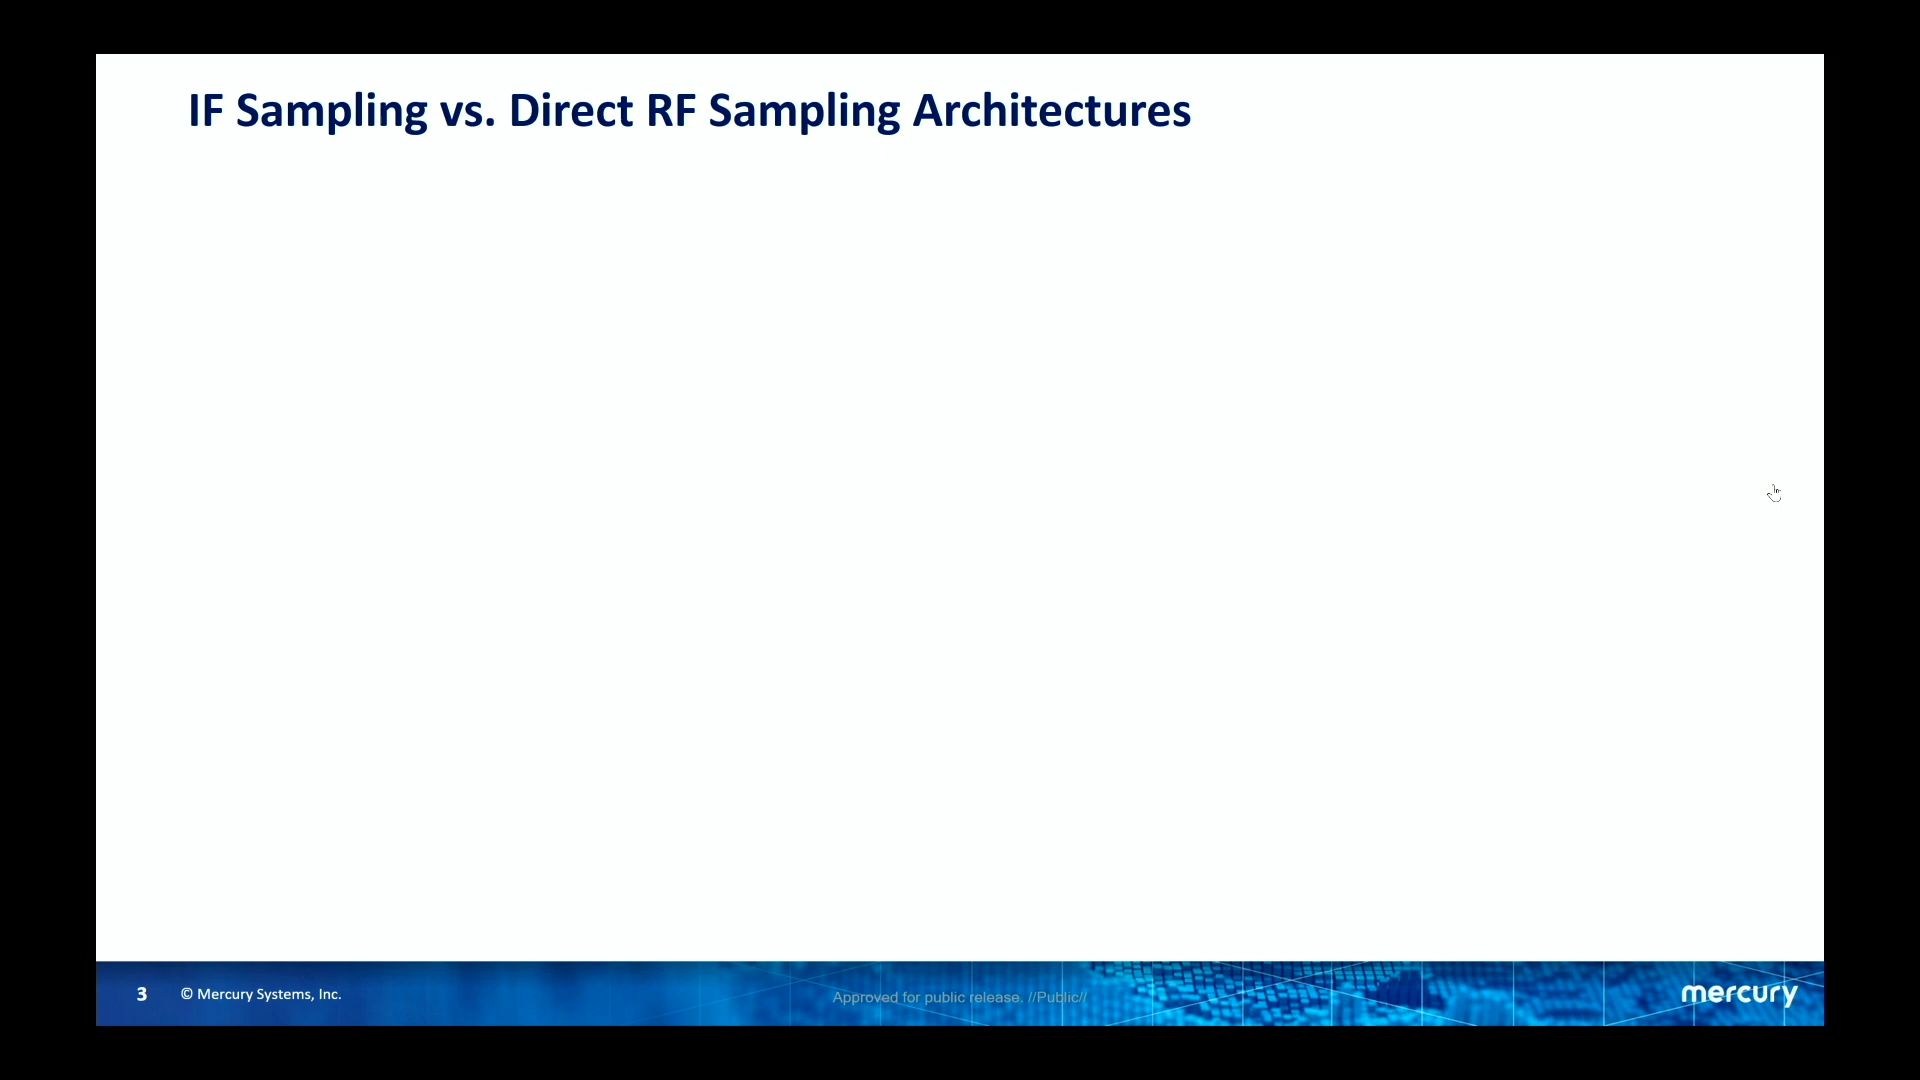 IF Sampling vs. Direct RF Sampling Architectures
3 © Mercury Systems, Inc.
Approved for public release. //Public//
mercury